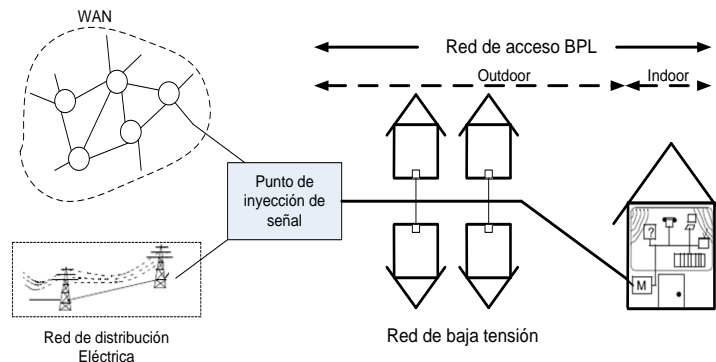 WAN
Red de acceso BPL
Outdoor
Indoor
Punto de
inyección de
señal
?
M
Red de distribución
Eléctrica
Red de baja tensión